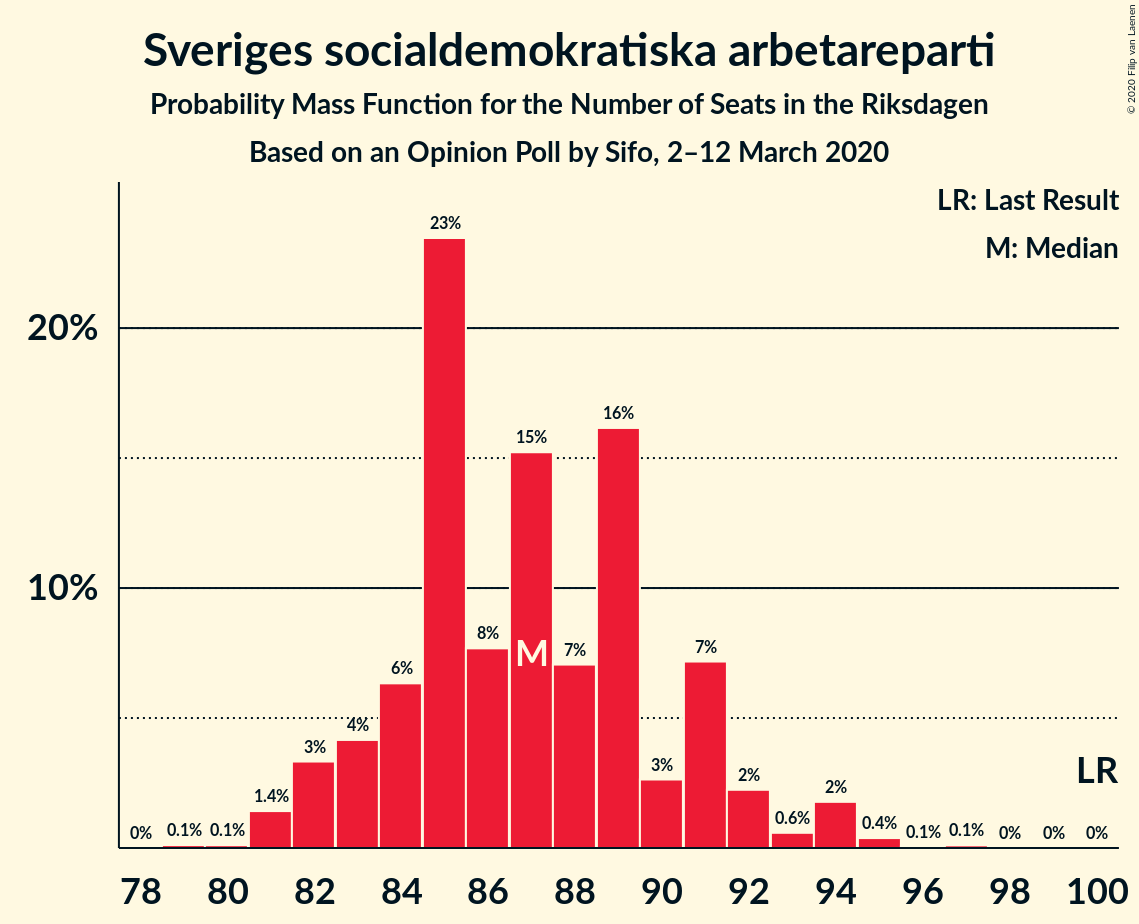 Sveriges socialdemokratiska arbetareparti
Probability Mass Function for the Number of Seats in the Riksdagen
Based on an Opinion Poll by Sifo, 2–12 March 2020
© 2020 Filip van Laenen
LR: Last Result
M: Median
20%
10%
0% 0.1% 0.1% 1.4% 3% 4% 6% 23% 8% 15% 7% 16% 3% 7% 2% 0.6% 2% 0.4% 0.1% 0.1% 0% 0% 0%
M
LR
78 80 82 84 86 88 90 92 94 96 98 100